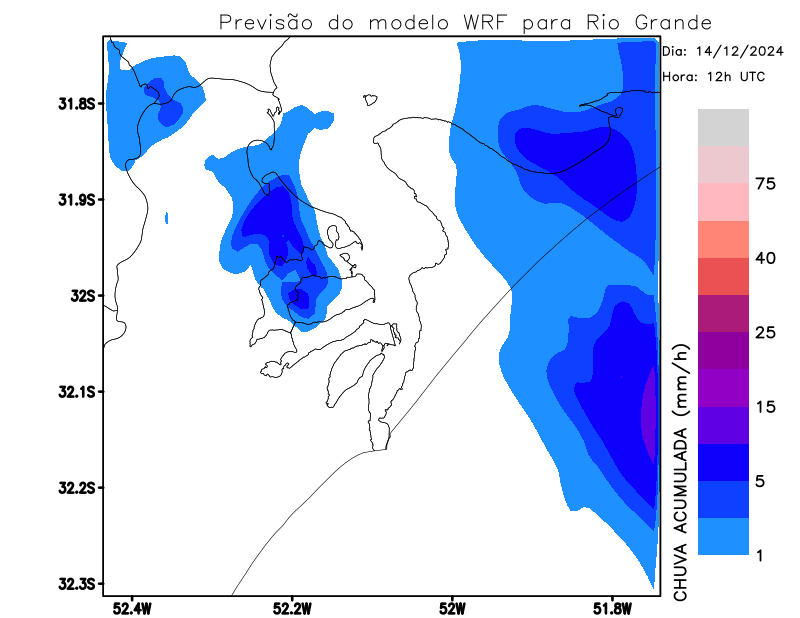 Previsão do modelo WRF para Rio Grande
Dia: 14/12/2024
Hora: 12h UTC
31.8S
31.9S
32S
32.1S
32.2S
32.3S
52.4W
52.2W
52W
51.8W
75
40
25
15
5
1
CHUVA ACUMULADA (mm/h)